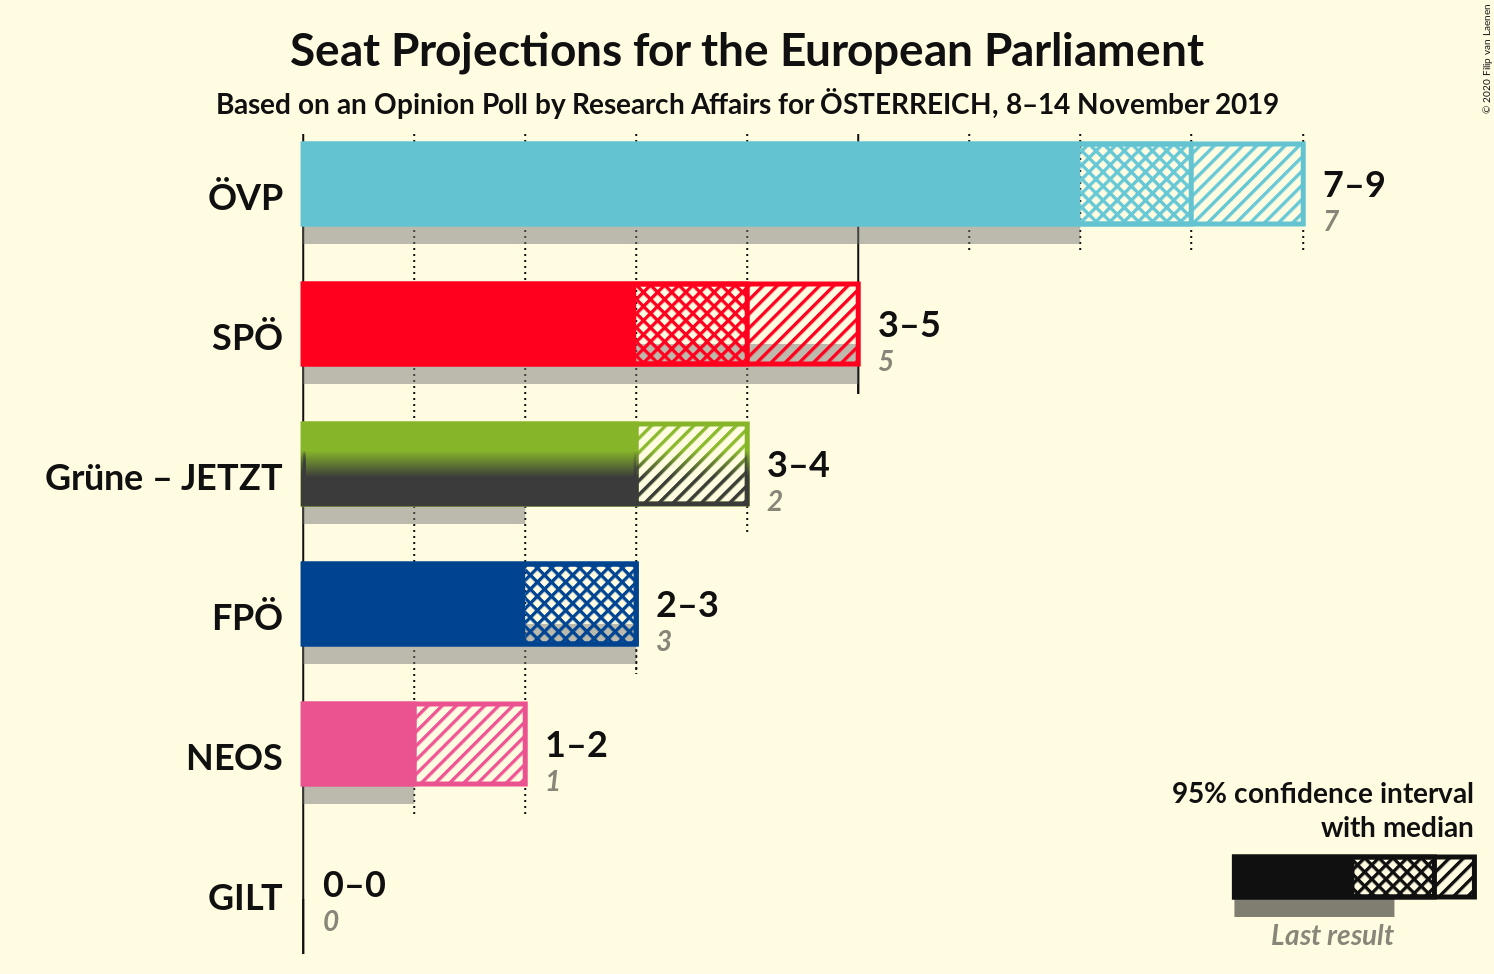 Seat Projections for the European Parliament
Based on an Opinion Poll by Research Affairs for ÖSTERREICH, 8–14 November 2019
© 2020 Filip van Laenen
ÖVP
7–9
7
SPÖ
3–5
5
Grüne – JETZT
3–4
2
FPÖ
2–3
3
NEOS
1–2
1
GILT
0–0
0
95% confidence interval
with median
Last result